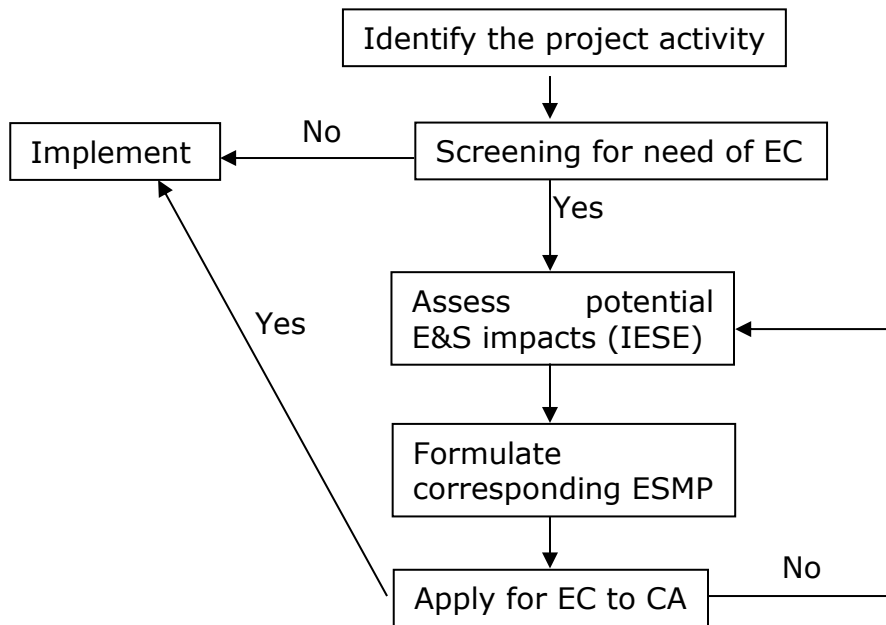 Identify the project activity
No
Implement
Screening for need of EC
Yes
Assess potential
E&S impacts (IESE)
Yes
Formulate
corresponding ESMP
No
Apply for EC to CA